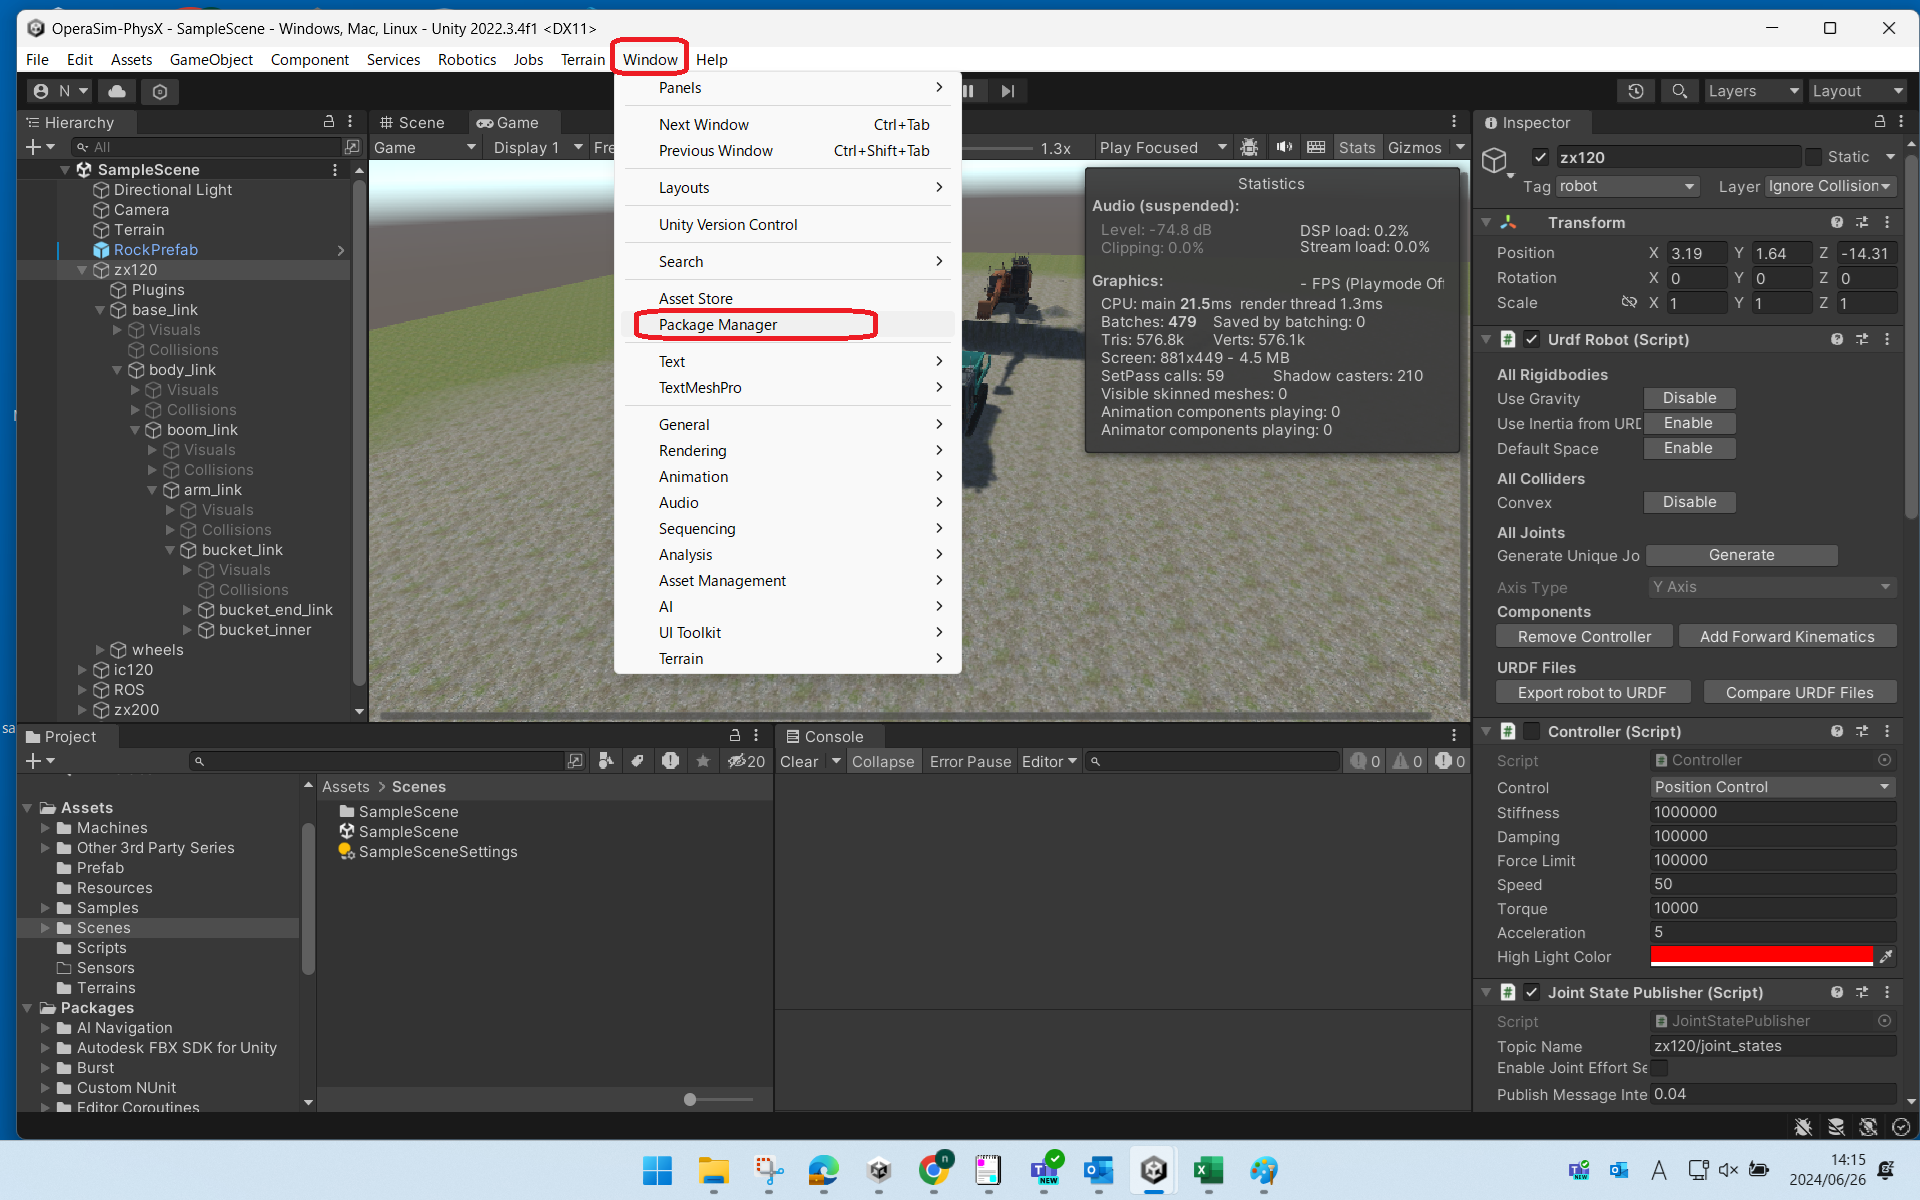 OperaSim-PhysX - SampleScene - Windows, Mac, Linux - Unity 2022.3.4f1 <DX11>
File Edit Assets GameObject Component Services Robotics Jobs Terrain Window Help
N
Layers
Layout
Hierarchy
All
SampleScene
Directional Light
Camera
Terrain
RockPrefab
zx120
Plugins
base_link
Visuals
Collisions
body_link
Visuals
Collisions
boom_link
Visuals
Collisions
arm_link
Visuals
Collisions
bucket_link
Visuals
Collisions
bucket_end_link
bucket_inner
wheels
ic120
ROS
zx200
Scene
Game
Game
Display 1
Fre
1.3x
Play Focused
Stats
Gizmos
Panels
Next Window Ctrl+Tab
Previous Window Ctrl+Shift+Tab
Layouts
Unity Version Control
Search
Asset Store
Package Manager
Text
TextMeshPro
General
Rendering
Animation
Audio
Sequencing
Analysis
Asset Management
AI
UI Toolkit
Terrain
Statistics
Audio (suspended):
Level: -74.8 dB DSP load: 0.2%
Clipping: 0.0% Stream load: 0.0%
Graphics: - FPS (Playmode Off
CPU: main 21.5ms render thread 1.3ms
Batches: 479 Saved by batching: 0
Tris: 576.8k Verts: 576.1k
Screen: 881x449 - 4.5 MB
SetPass calls: 59 Shadow casters: 210
Visible skinned meshes: 0
Animation components playing: 0
Animator components playing: 0
Inspector
zx120 Static
Tag robot Layer Ignore Collision
Transform
Position X 3.19 Y 1.64 Z -14.31
Rotation X 0 Y 0 Z 0
Scale X 1 Y 1 Z 1
Urdf Robot (Script)
All Rigidbodies
Use Gravity Disable
Use Inertia from URD Enable
Default Space Enable
All Colliders
Convex Disable
All Joints
Generate Unique Jo Generate
Axis Type Y Axis
Components
Remove Controller Add Forward Kinematics
URDF Files
Export robot to URDF Compare URDF Files
Controller (Script)
Script Controller
Control Position Control
Stiffness 1000000
Damping 100000
Force Limit 100000
Speed 50
Torque 10000
Acceleration 5
High Light Color
Joint State Publisher (Script)
Script JointStatePublisher
Topic Name zx120/joint_states
Enable Joint Effort Se
Publish Message Inte 0.04
Project
20
Assets
Machines
Other 3rd Party Series
Prefab
Resources
Samples
Scenes
Scripts
Sensors
Terrains
Packages
AI Navigation
Autodesk FBX SDK for Unity
Burst
Custom NUnit
Editor Coroutines
Assets > Scenes
SampleScene
SampleScene
SampleSceneSettings
Console
Clear Collapse Error Pause Editor 0 0 0
sa
n
NEW
A
14:15
2024/06/26